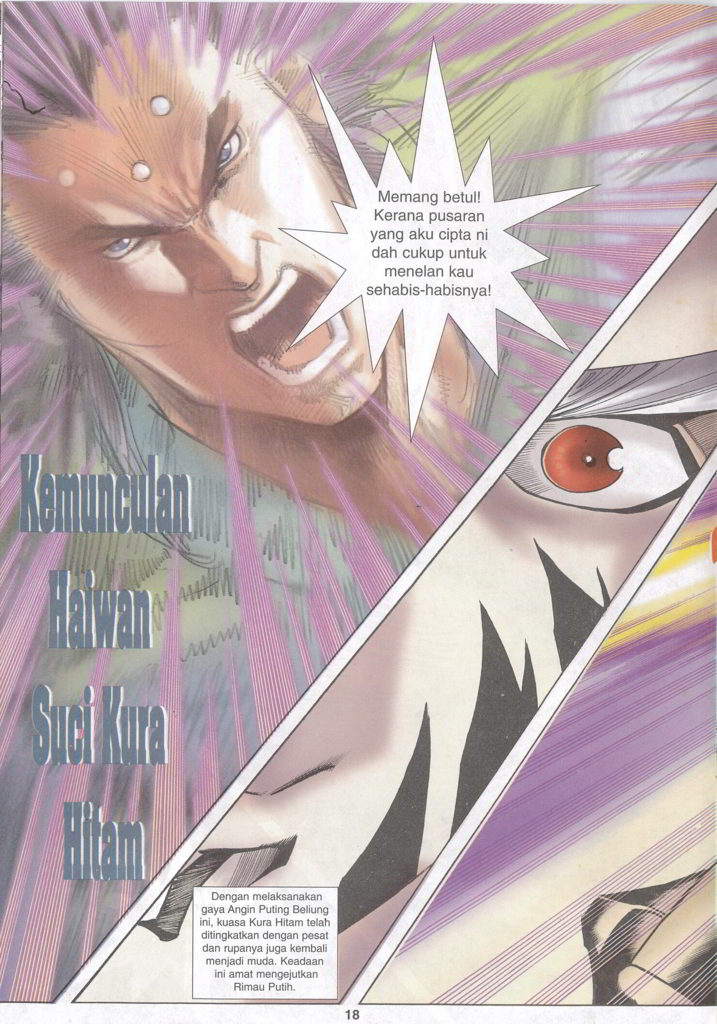 Memang betul!
Kerana pusaran
yang aku cipta ni
dah cukup untuk
menelan kau
sehabis-habisnya!
Kemunculan
Haiwan
Suci Kura
Hitam
Dengan melaksanakan
gaya Angin Puting Beliung
ini, kuasa Kura Hitam telah
ditingkatkan dengan pesat
dan rupanya juga kembali
menjadi muda. Keadaan
ini amat mengejutkan
Rimau Putih.
18